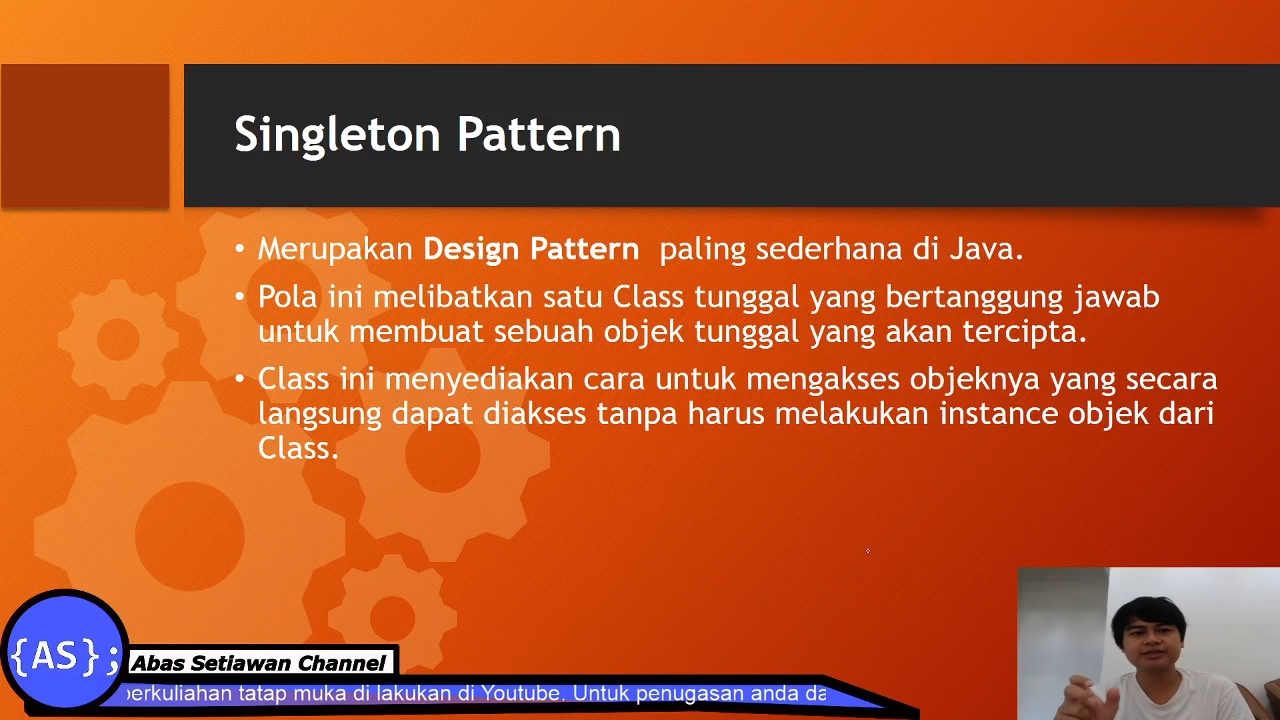 Singleton Pattern
• Merupakan Design Pattern paling sederhana di Java.
• Pola ini melibatkan satu Class tunggal yang bertanggung jawab
untuk membuat sebuah objek tunggal yang akan tercipta.
• Class ini menyediakan cara untuk mengakses objeknya yang secara
langsung dapat diakses tanpa harus melakukan instance objek dari
Class.
{AS};
Abas Setiawan Channel
perkuliahan tatap muka di lakukan di Youtube. Untuk penugasan anda da